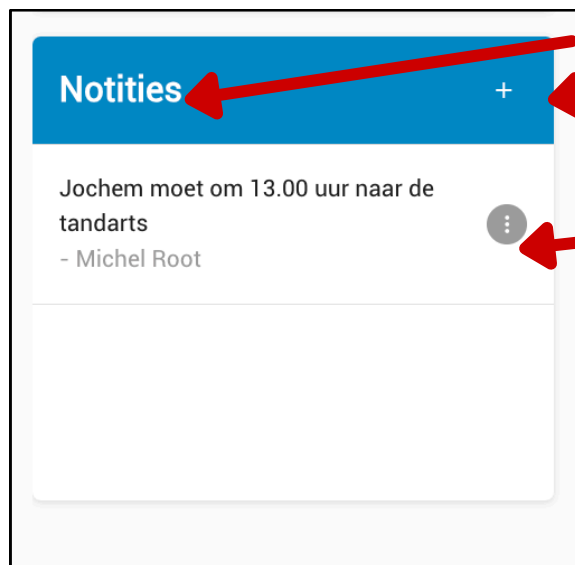 Notities +
Jochem moet om 13.00 uur naar de
tandarts
- Michel Root